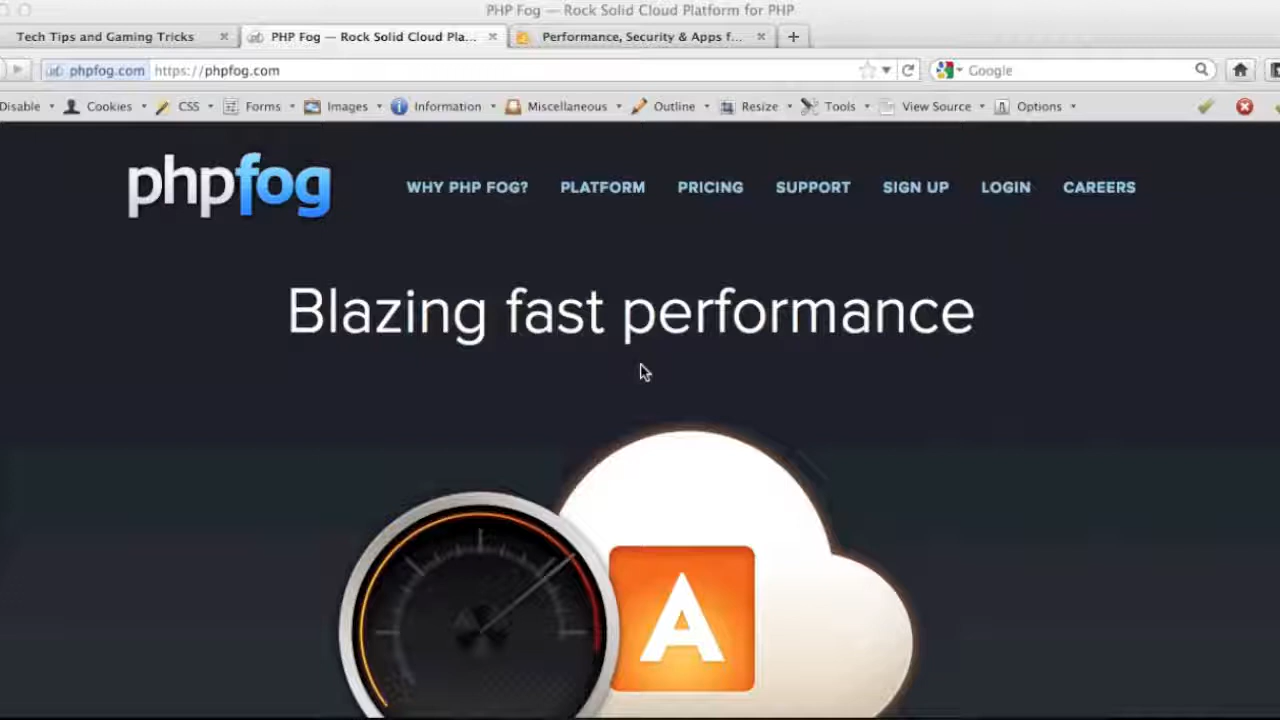 PHP Fog — Rock Solid Cloud Platform for PHP
Tech Tips and Gaming Tricks
PHP Fog — Rock Solid Cloud Pla...
Performance, Security & Apps f...
phpfog.com https://phpfog.com
Google
Disable Cookies CSS Forms Images Information Miscellaneous Outline Resize Tools View Source Options
phpfog
WHY PHP FOG? PLATFORM PRICING SUPPORT SIGN UP LOGIN CAREERS
Blazing fast performance
A